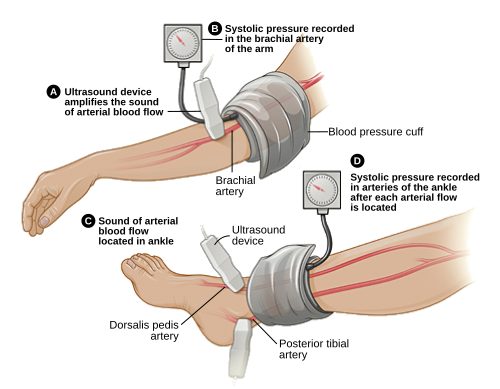 B Systolic pressure recorded
in the brachial artery
of the arm
A Ultrasound device
amplifies the sound
of arterial blood flow
Blood pressure cuff
Brachial
artery
D
Systolic pressure recorded
in arteries of the ankle
after each arterial flow
is located
C Sound of arterial
blood flow
located in ankle
Ultrasound
device
Dorsalis pedis
artery
Posterior tibial
artery